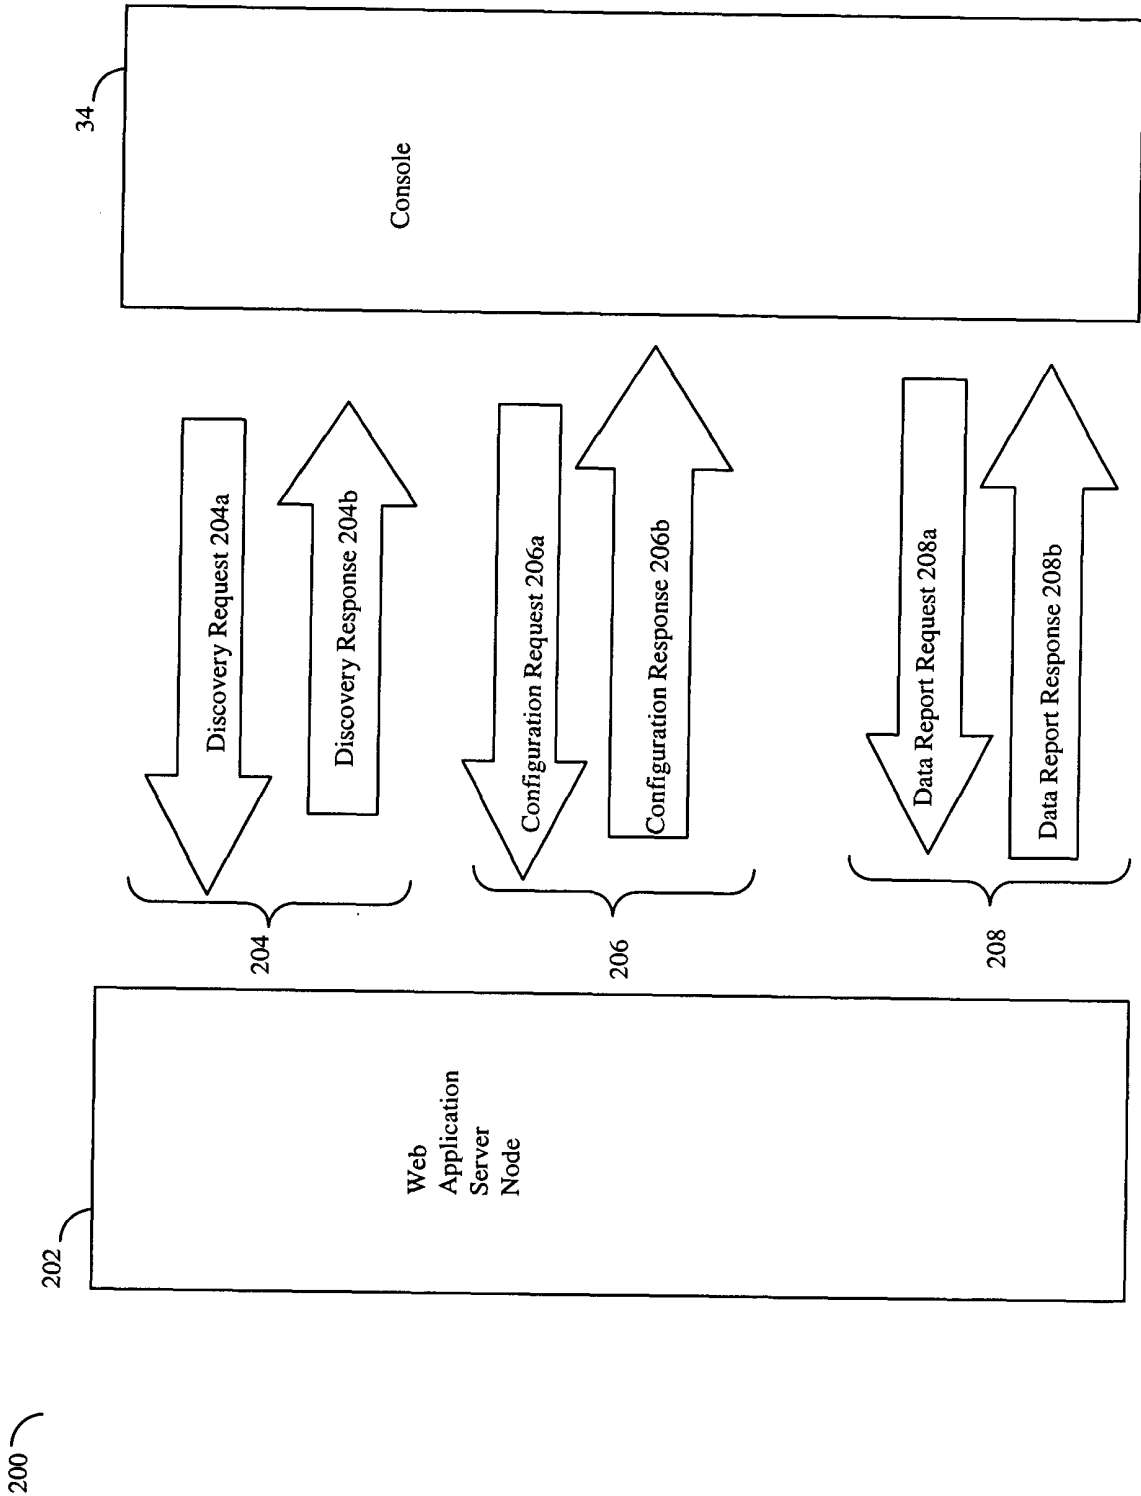 200
202
Web
Application
Server
Node
204
Discovery Request 204a
Discovery Response 204b
206
Configuration Request 206a
Configuration Response 206b
208
Data Report Request 208a
Data Report Response 208b
34
Console